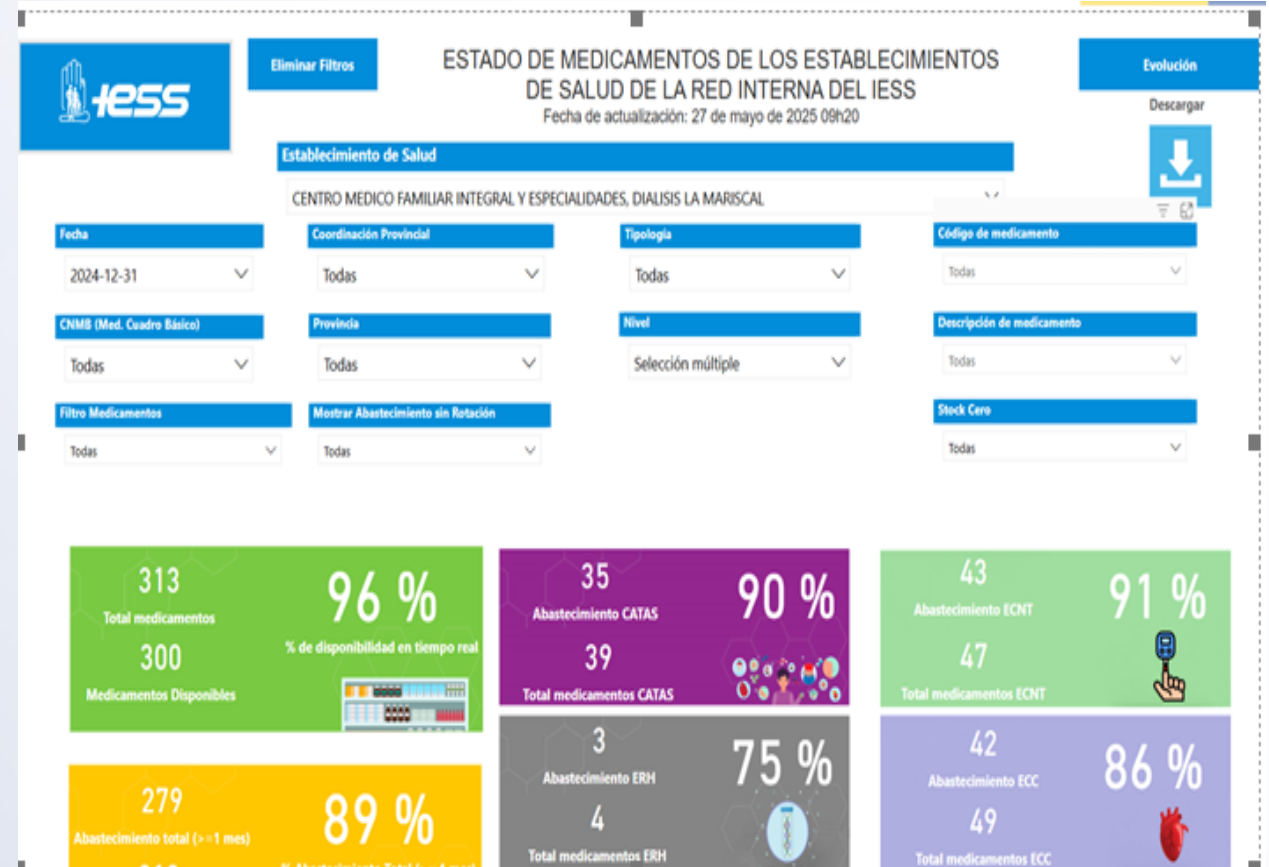 iess
Eliminar Filtros
ESTADO DE MEDICAMENTOS DE LOS ESTABLECIMIENTOS
DE SALUD DE LA RED INTERNA DEL IESS
Fecha de actualización: 27 de mayo de 2025 09h20
Evolución
Descargar
Establecimiento de Salud
CENTRO MEDICO FAMILIAR INTEGRAL Y ESPECIALIDADES, DIALISIS LA MARISCAL
Fecha
2024-12-31
Coordinación Provincial
Todas
Tipología
Todas
Código de medicamento
Todas
CNMB (Med. Cuadro Básico)
Todas
Provincia
Todas
Nivel
Selección múltiple
Descripción de medicamento
Todas
Filtro Medicamentos
Todas
Mostrar Abastecimiento sin Rotación
Todas
Stock Cero
Todas
313
Total medicamentos
300
Medicamentos Disponibles
96 %
% de disponibilidad en tiempo real
35
Abastecimiento CATAS
39
Total medicamentos CATAS
90 %
43
Abastecimiento ECNT
47
Total medicamentos ECNT
91 %
279
Abastecimiento total (>=1 mes)
89 %
3
Abastecimiento ERH
4
Total medicamentos ERH
75 %
42
Abastecimiento ECC
49
Total medicamentos ECC
86 %